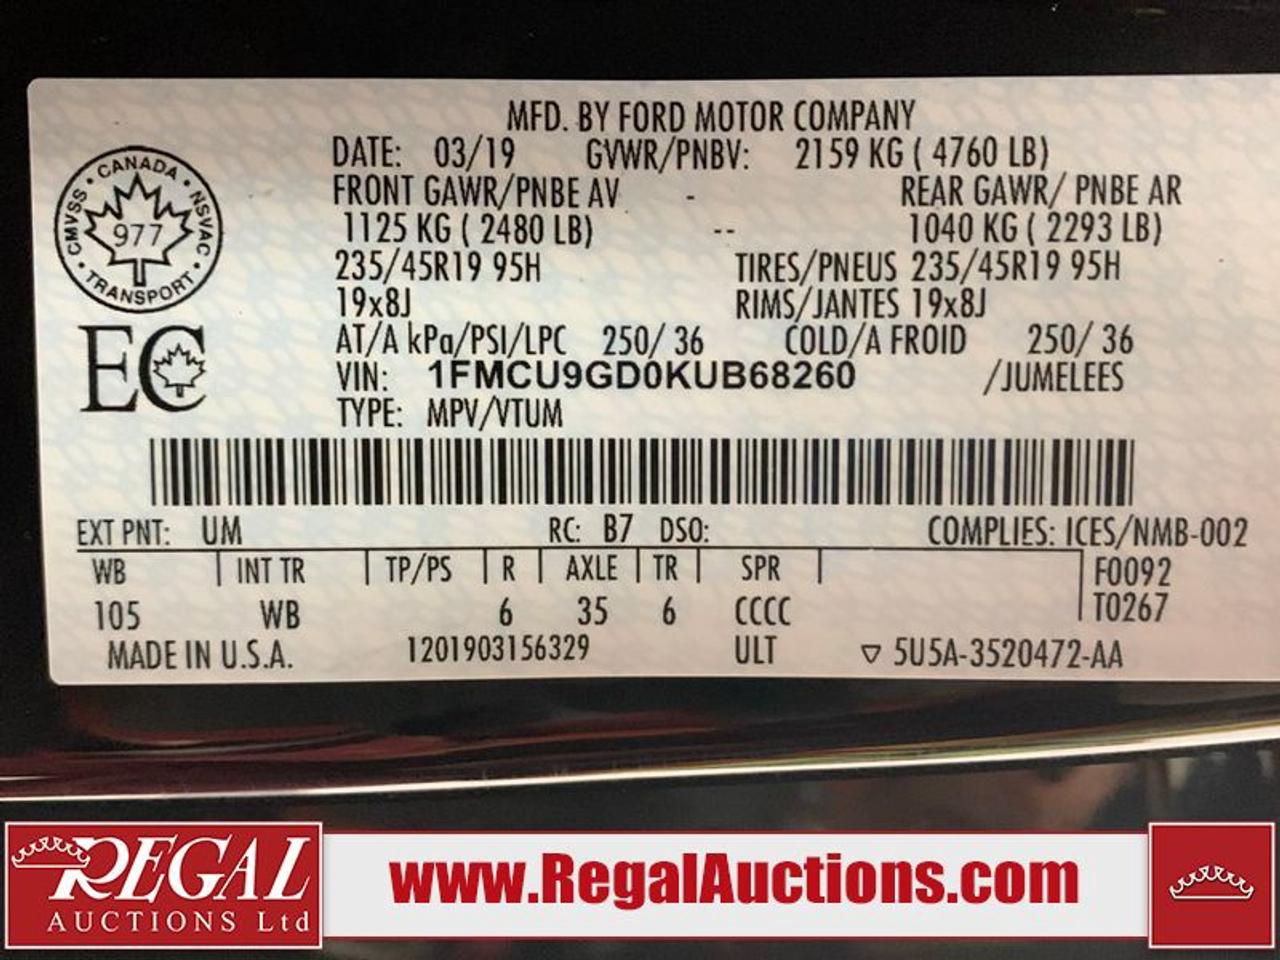 MFD. BY FORD MOTOR COMPANY
DATE: 03/19 GVWR/PNBV: 2159 KG ( 4760 LB)
FRONT GAWR/PNBE AV - REAR GAWR/ PNBE AR
1125 KG ( 2480 LB) -- 1040 KG ( 2293 LB)
235/45R19 95H TIRES/PNEUS 235/45R19 95H
19x8J RIMS/JANTES 19x8J
AT/A kPa/PSI/LPC 250/ 36 COLD/A FROID 250/ 36
VIN: 1FMCU9GD0KUB68260 /JUMELEES
TYPE: MPV/VTUM
CANADA
CMVSS · NSVAC
977
TRANSPORT
EC
EXT PNT: UM RC: B7 DSO: COMPLIES: ICES/NMB-002
WB | INT TR | TP/PS | R | AXLE | TR | SPR | F0092
105 WB 6 35 6 CCCC T0267
MADE IN U.S.A. 1201903156329 ULT ▽ 5U5A-3520472-AA
REGAL
AUCTIONS Ltd
www.RegalAuctions.com